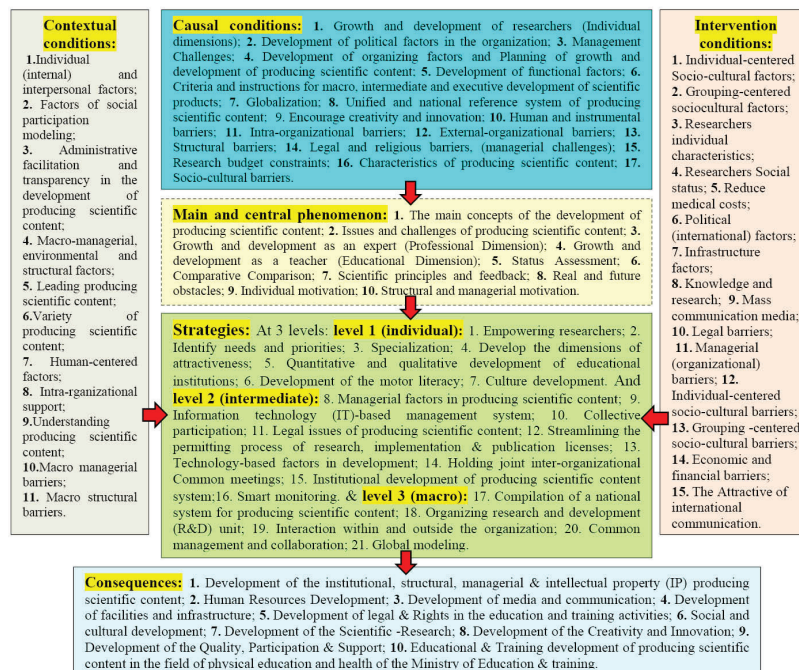 Contextual
conditions:
1.Individual
(internal) and
interpersonal factors;
2. Factors of social
participation
modeling;
3. Administrative
facilitation and
transparency in the
development of
producing scientific
content;
4. Macro-managerial,
environmental and
structural factors;
5. Leading producing
scientific content;
6.Variety of
producing scientific
content;
7. Human-centered
factors;
8. Intra-rganizational
support;
9.Understanding
producing scientific
content;
10.Macro managerial
barriers;
11. Macro structural
barriers.
Causal conditions: 1. Growth and development of researchers (Individual
dimensions); 2. Development of political factors in the organization; 3. Management
Challenges; 4. Development of organizing factors and Planning of growth and
development of producing scientific content; 5. Development of functional factors; 6.
Criteria and instructions for macro, intermediate and executive development of scientific
products; 7. Globalization; 8. Unified and national reference system of producing
scientific content; 9. Encourage creativity and innovation; 10. Human and instrumental
barriers; 11. Intra-organizational barriers; 12. External-organizational barriers; 13.
Structural barriers; 14. Legal and religious barriers, (managerial challenges); 15.
Research budget constraints; 16. Characteristics of producing scientific content; 17.
Socio-cultural barriers.
Main and central phenomenon: 1. The main concepts of the development of
producing scientific content; 2. Issues and challenges of producing scientific content; 3.
Growth and development as an expert (Professional Dimension); 4. Growth and
development as a teacher (Educational Dimension); 5. Status Assessment; 6.
Comparative Comparison; 7. Scientific principles and feedback; 8. Real and future
obstacles; 9. Individual motivation; 10. Structural and managerial motivation.
Strategies: At 3 levels: level 1 (individual): 1. Empowering researchers; 2.
Identify needs and priorities; 3. Specialization; 4. Develop the dimensions of
attractiveness; 5. Quantitative and qualitative development of educational
institutions; 6. Development of the motor literacy; 7. Culture development. And
level 2 (intermediate): 8. Managerial factors in producing scientific content; 9.
Information technology (IT)-based management system; 10. Collective
participation; 11. Legal issues of producing scientific content; 12. Streamlining the
permitting process of research, implementation & publication licenses; 13.
Technology-based factors in development; 14. Holding joint inter-organizational
Common meetings; 15. Institutional development of producing scientific content
system;16. Smart monitoring. & level 3 (macro): 17. Compilation of a national
system for producing scientific content; 18. Organizing research and development
(R&D) unit; 19. Interaction within and outside the organization; 20. Common
management and collaboration; 21. Global modeling.
Intervention
conditions:
1. Individual-centered
Socio-cultural factors;
2. Grouping-centered
sociocultural factors;
3. Researchers
individual
characteristics;
4. Researchers Social
status; 5. Reduce
medical costs;
6. Political
(international) factors;
7. Infrastructure
factors;
8. Knowledge and
research; 9. Mass
communication media;
10. Legal barriers;
11. Managerial
(organizational)
barriers; 12.
Individual-centered
socio-cultural barriers;
13. Grouping -centered
socio-cultural barriers;
14. Economic and
financial barriers;
15. The Attractive of
international
communication.
Consequences: 1. Development of the institutional, structural, managerial & intellectual property (IP) producing
scientific content; 2. Human Resources Development; 3. Development of media and communication; 4. Development
of facilities and infrastructure; 5. Development of legal & Rights in the education and training activities; 6. Social and
cultural development; 7. Development of the Scientific -Research; 8. Development of the Creativity and Innovation; 9.
Development of the Quality, Participation & Support; 10. Educational & Training development of producing scientific
content in the field of physical education and health of the Ministry of Education & training.